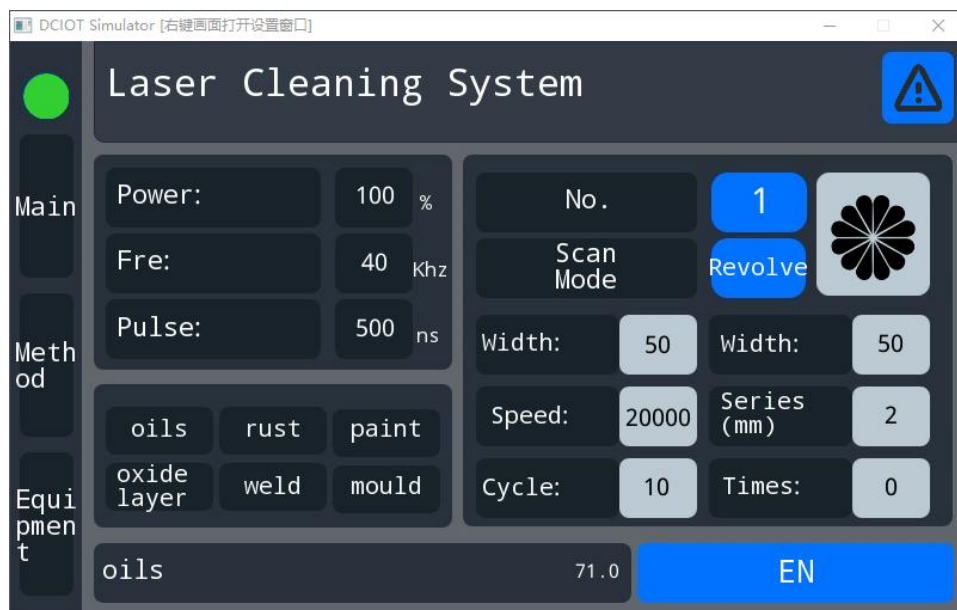 DCIOT Simulator [右键画面打开设置窗口]
Laser Cleaning System
Main
Meth
od
Equi
pmen
t
Power: 100 %
Fre: 40 Khz
Pulse: 500 ns
oils rust paint
oxide
layer
weld mould
No. 1
Scan
Mode
Revolve
Width: 50 Width: 50
Speed: 20000
Series
(mm)
2
Cycle: 10 Times: 0
oils 71.0
EN